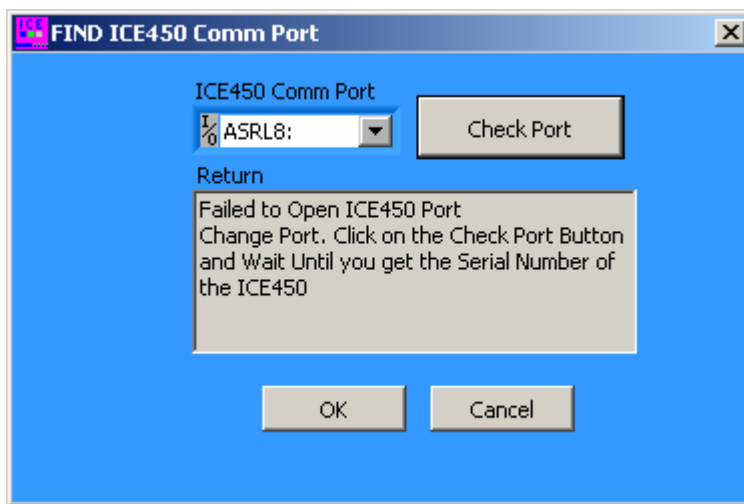 ICE
FIND ICE450 Comm Port
ICE450 Comm Port
I/O ASRL8:
Check Port
Return
Failed to Open ICE450 Port
Change Port. Click on the Check Port Button
and Wait Until you get the Serial Number of
the ICE450
OK
Cancel